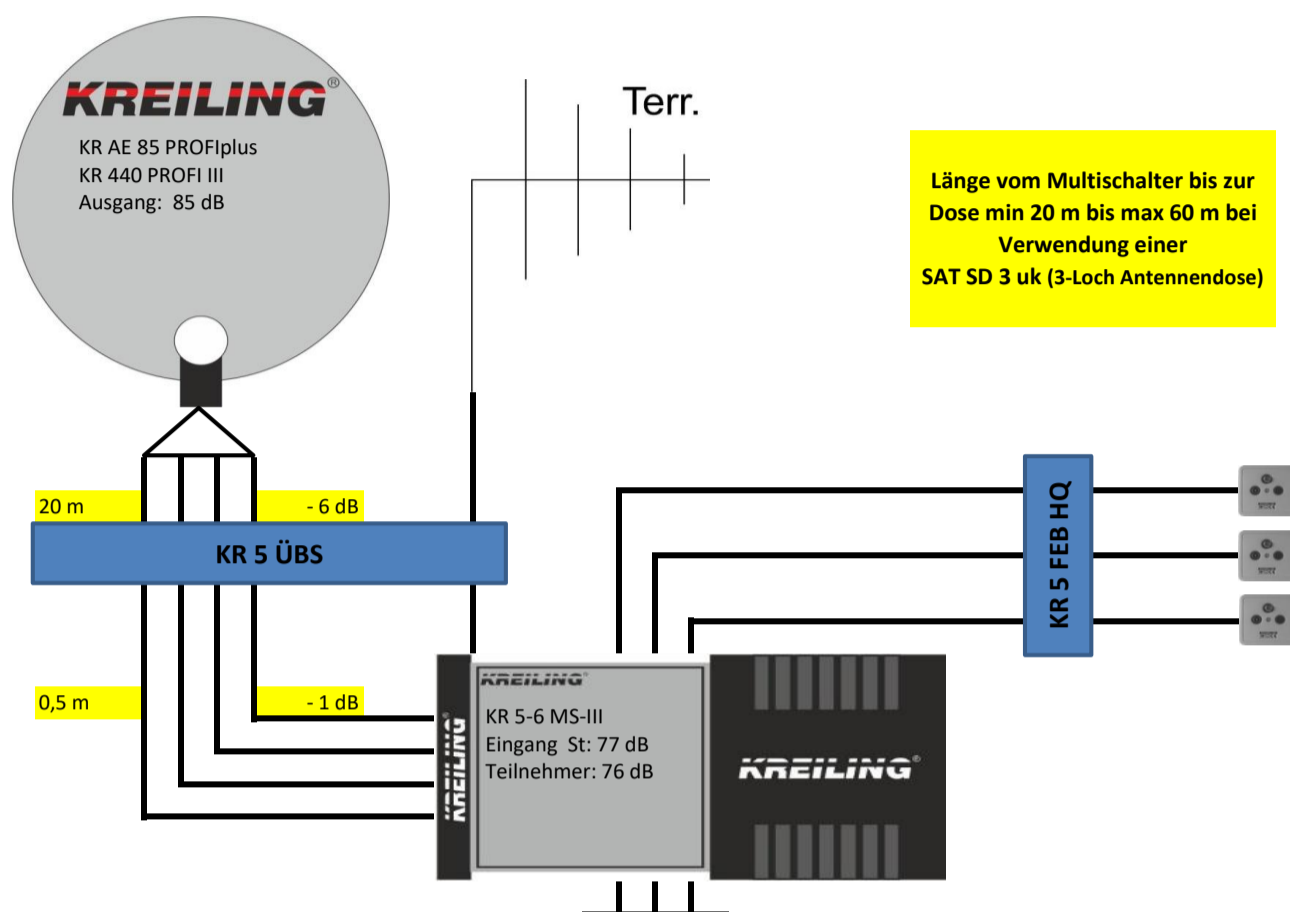 KREILING®
KR AE 85 PROFIplus
KR 440 PROFI III
Ausgang:  85 dB
Terr.
Länge vom Multischalter bis zur
Dose min 20 m bis max 60 m bei
Verwendung einer
SAT SD 3 uk (3-Loch Antennendose)
20 m
- 6 dB
KR 5 ÜBS
KR 5 FEB HQ
0,5 m
- 1 dB
KREILING
KREILING®
KR 5-6 MS-III
Eingang  St: 77 dB
Teilnehmer: 76 dB
KREILING®